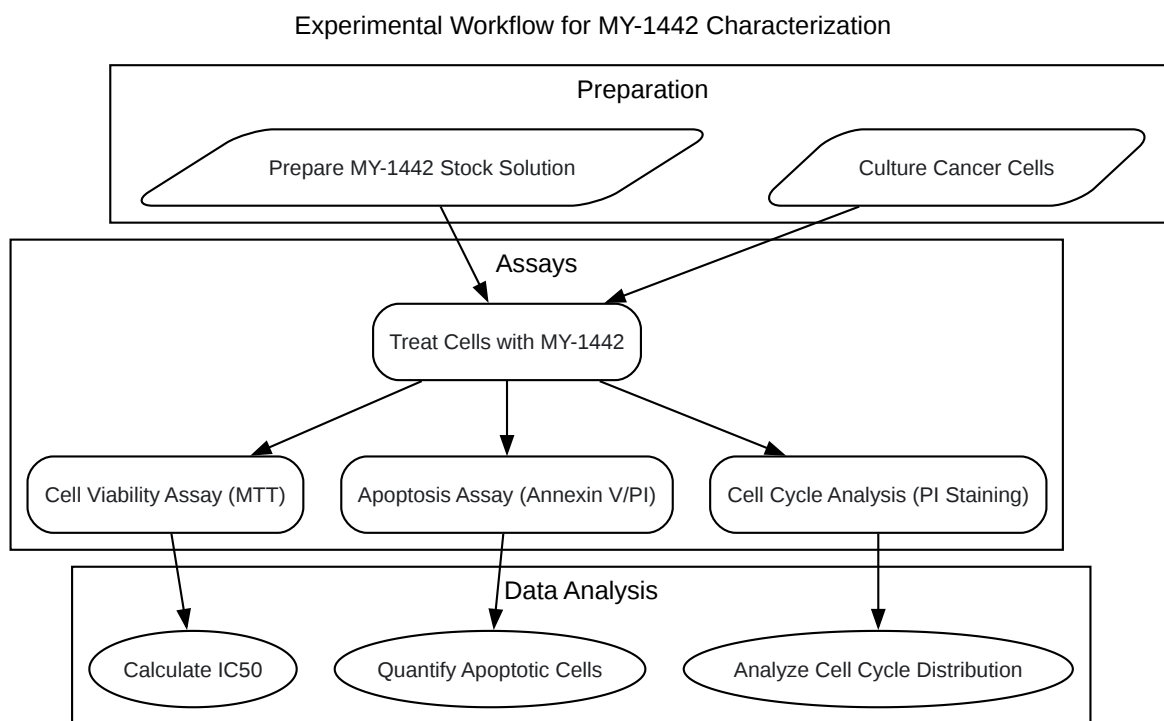 Experimental Workflow for MY-1442 Characterization
Preparation
Prepare MY-1442 Stock Solution
Culture Cancer Cells
Assays
Treat Cells with MY-1442
Cell Viability Assay (MTT)
Apoptosis Assay (Annexin V/PI)
Cell Cycle Analysis (PI Staining)
Data Analysis
Calculate IC50
Quantify Apoptotic Cells
Analyze Cell Cycle Distribution